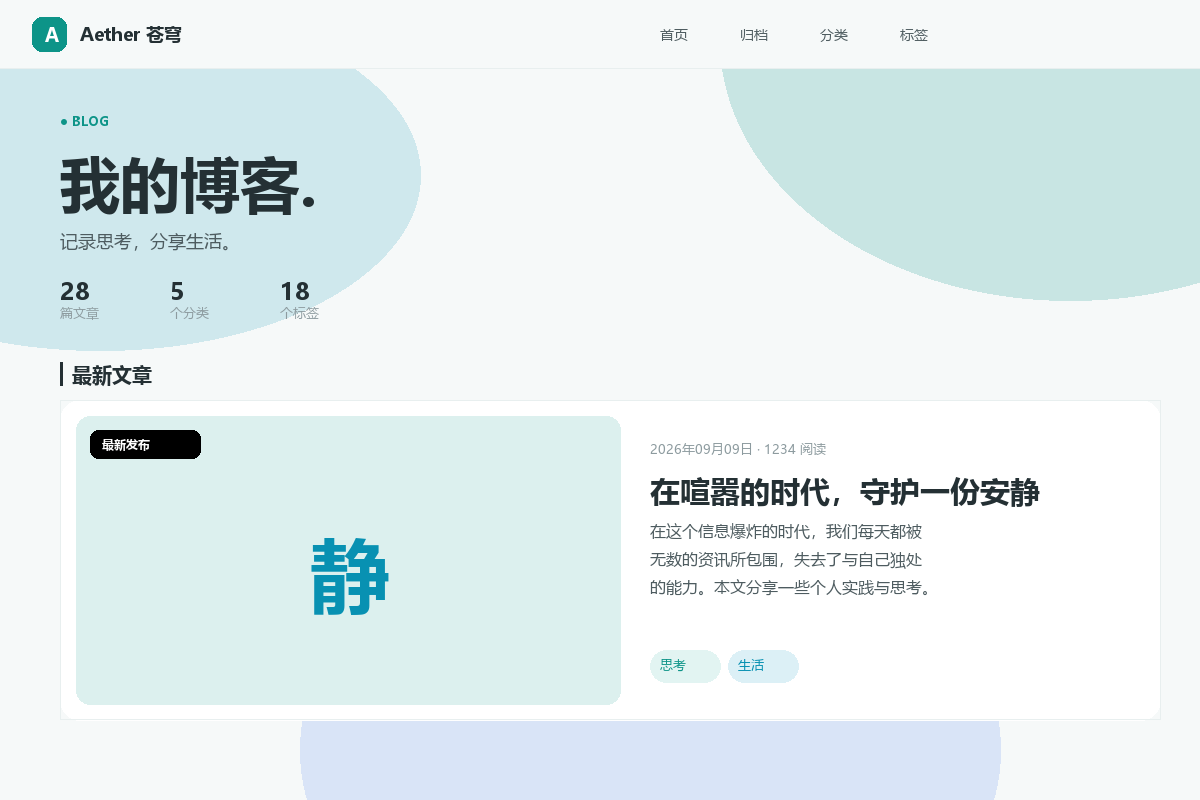 A Aether 苍穹
首页 归档 分类 标签
• BLOG
我的博客.
记录思考，分享生活。
28 5 18
篇文章 个分类 个标签
最新文章
最新发布
静
2026年09月09日 · 1234 阅读
在喧嚣的时代，守护一份安静
在这个信息爆炸的时代，我们每天都被
无数的资讯所包围，失去了与自己独处
的能力。本文分享一些个人实践与思考。
思考 生活